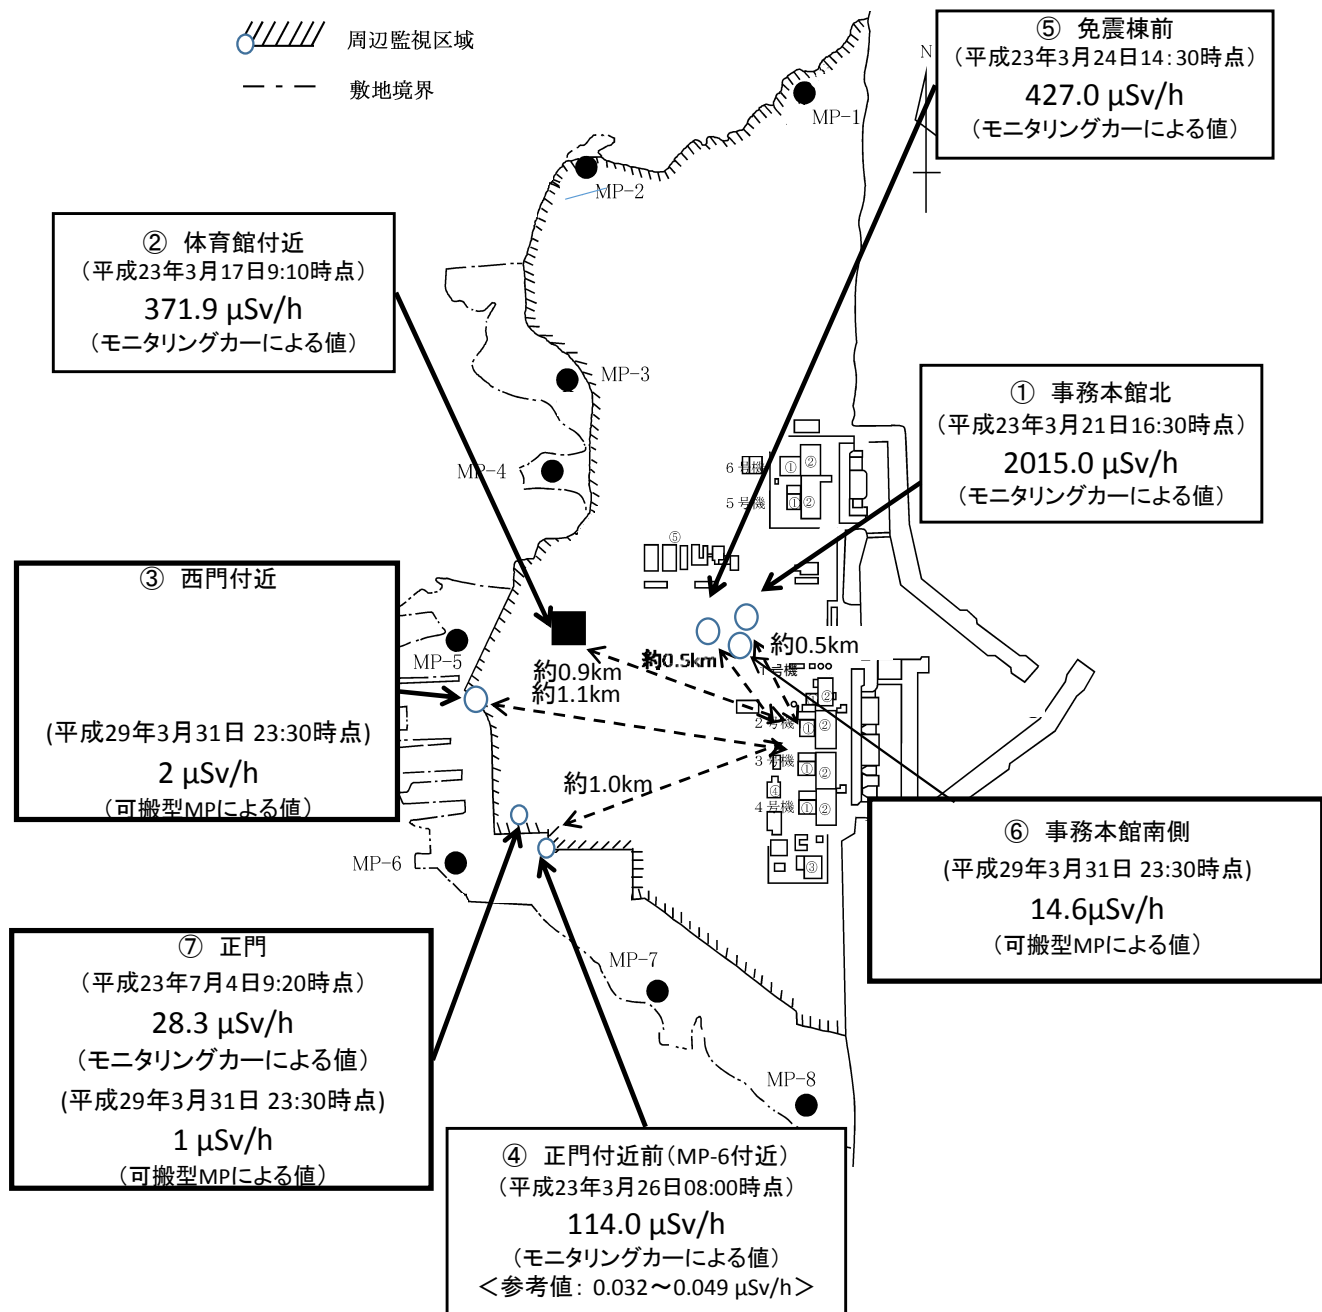 周辺監視区域
敷地境界
⑤ 免震棟前
（平成23年3月24日14:30時点）
427.0 μSv/h
（モニタリングカーによる値）
N
MP-1
MP-2
② 体育館付近
（平成23年3月17日9:10時点）
371.9 μSv/h
（モニタリングカーによる値）
MP-3
MP-4
① 事務本館北
（平成23年3月21日16:30時点）
2015.0 μSv/h
（モニタリングカーによる値）
6号機
① ②
5号機
① ②
⑤
③ 西門付近
(平成29年3月31日 23:30時点)
2 μSv/h
（可搬型MPによる値）
MP-5
約0.9km
約1.1km
約0.5km
約0.5km
1号機
②
2号機
① ②
3号機
① ②
④
4号機
① ②
③
約1.0km
MP-6
⑥ 事務本館南側
(平成29年3月31日 23:30時点)
14.6μSv/h
（可搬型MPによる値）
⑦ 正門
（平成23年7月4日9:20時点）
28.3 μSv/h
（モニタリングカーによる値）
(平成29年3月31日 23:30時点)
1 μSv/h
（可搬型MPによる値）
MP-7
MP-8
④ 正門付近前（MP-6付近）
（平成23年3月26日08:00時点）
114.0 μSv/h
（モニタリングカーによる値）
＜参考値： 0.032～0.049 μSv/h＞